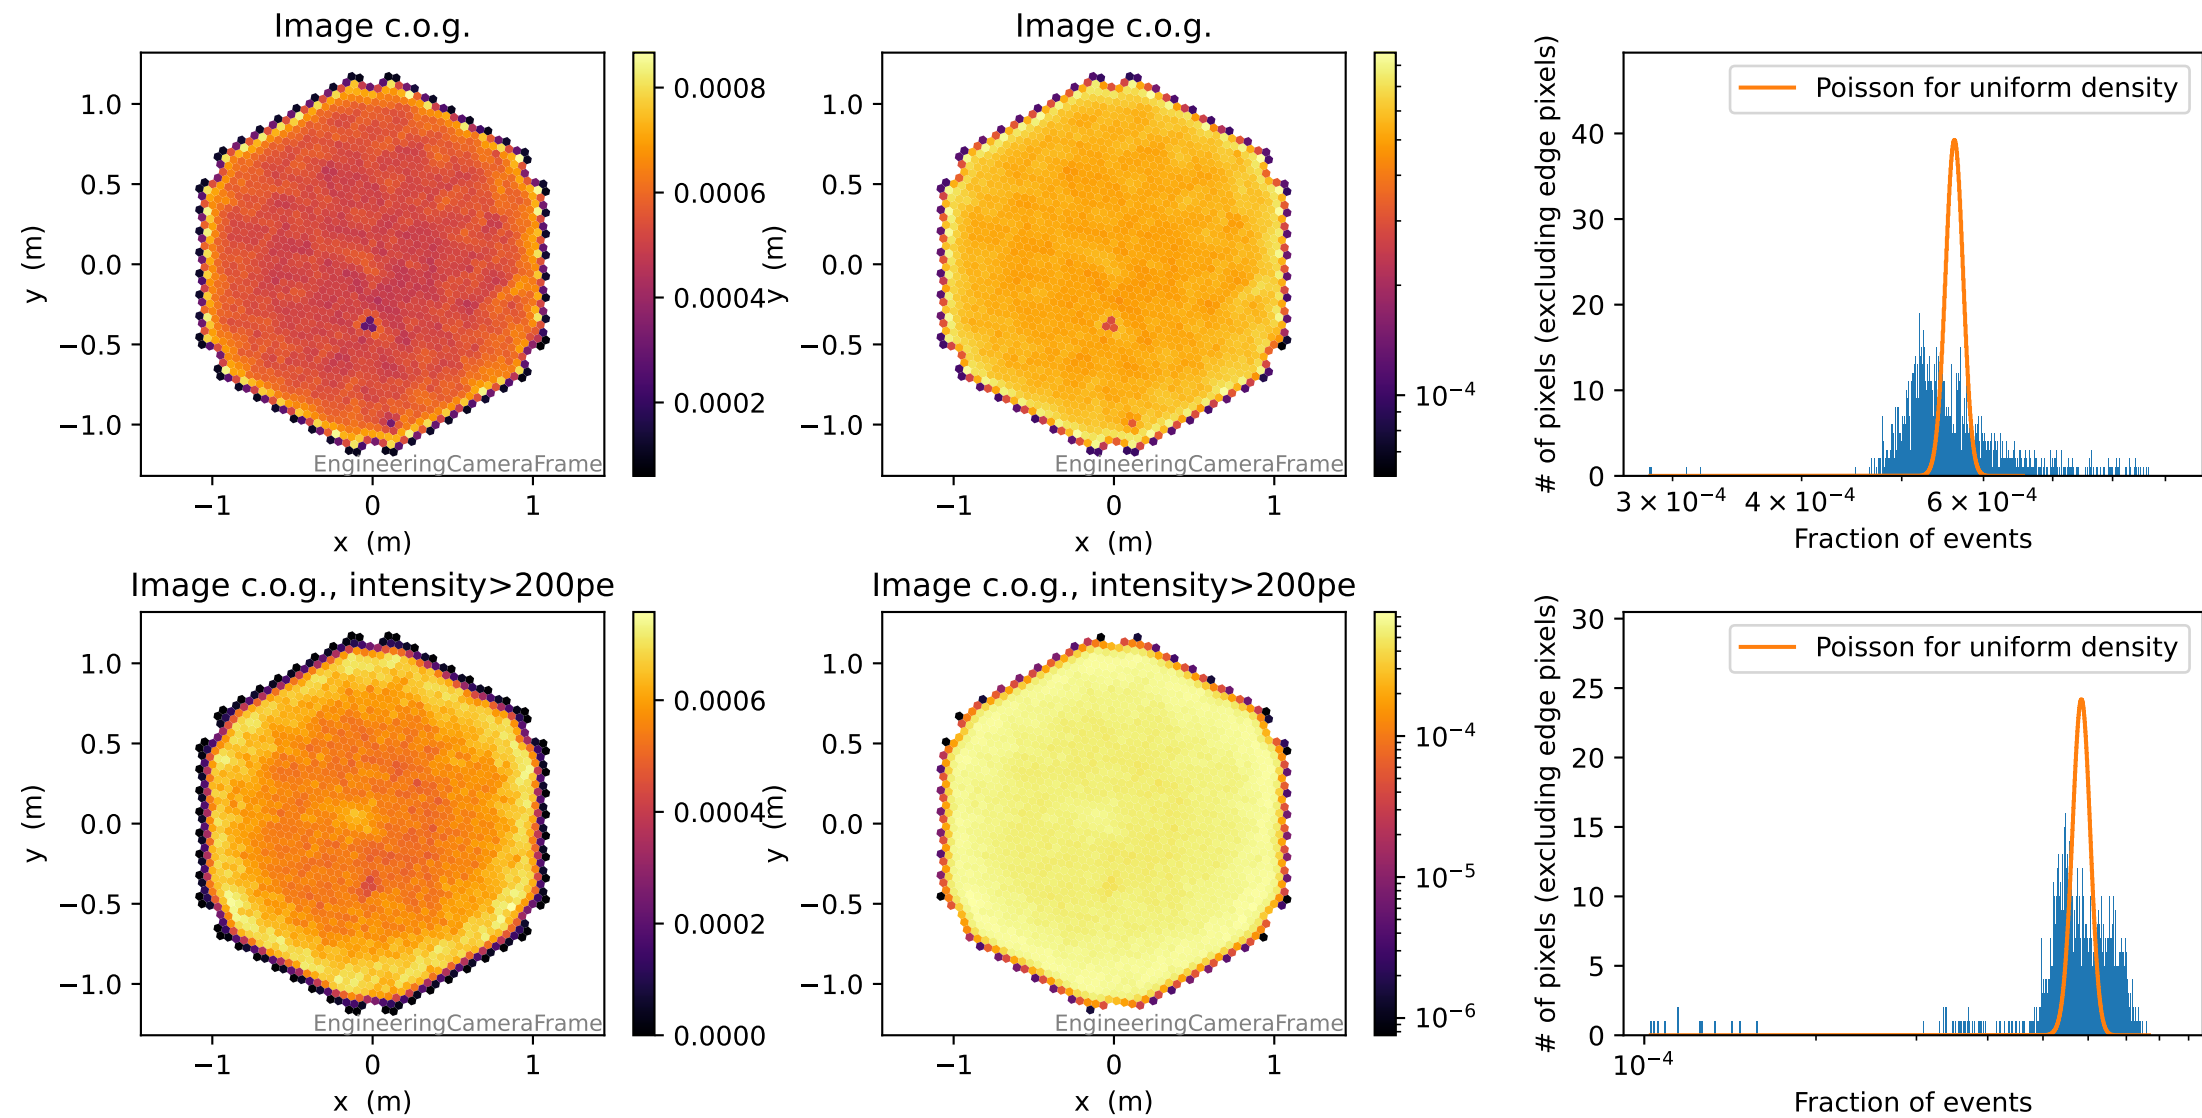 Image c.o.g.
1.0
0.5
0.0
−0.5
−1.0
y (m)
−1
0
1
x (m)
EngineeringCameraFrame
0.0008
0.0006
0.0004
0.0002
Image c.o.g.
1.0
0.5
0.0
−0.5
−1.0
y (m)
−1
0
1
x (m)
EngineeringCameraFrame
10⁻⁴
# of pixels (excluding edge pixels)
40
30
20
10
0
Poisson for uniform density
3 × 10⁻⁴
4 × 10⁻⁴
6 × 10⁻⁴
Fraction of events
Image c.o.g., intensity>200pe
1.0
0.5
0.0
−0.5
−1.0
y (m)
−1
0
1
x (m)
EngineeringCameraFrame
0.0006
0.0004
0.0002
0.0000
Image c.o.g., intensity>200pe
1.0
0.5
0.0
−0.5
−1.0
y (m)
−1
0
1
x (m)
EngineeringCameraFrame
10⁻⁴
10⁻⁵
10⁻⁶
# of pixels (excluding edge pixels)
30
25
20
15
10
5
0
Poisson for uniform density
10⁻⁴
Fraction of events